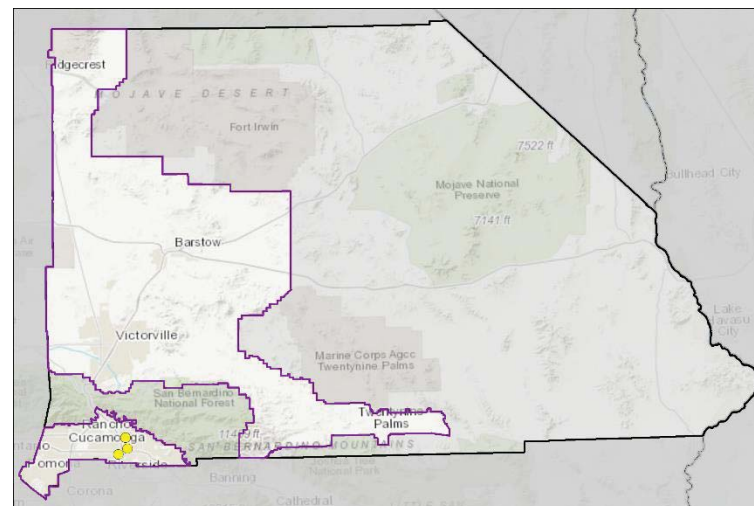 idgecrest
MOJAVE DESERT
Fort Irwin
7522 ft
Bullhead City
Mojave National
Preserve
7141 ft
Barstow
Lake
Havasu
City
Victorville
Marine Corps Agcc
Twentynine Palms
San Bernardino
National Forest
Twentynine
Palms
Rancho
Cucamonga
SAN BERNARDINO MOUNTAINS
Pomona
Riverside
Corona
Banning
Cathedral